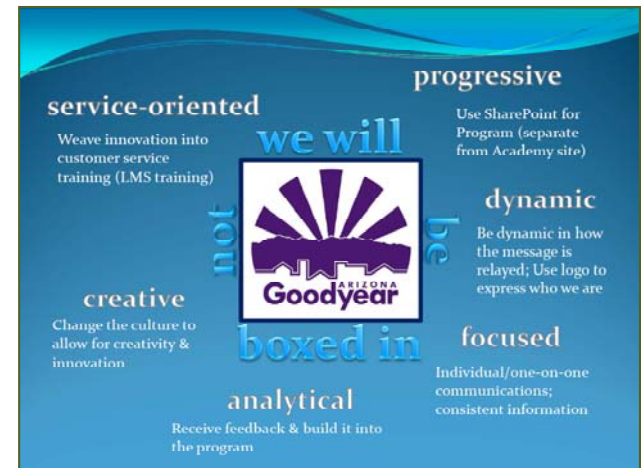 progressive
Use SharePoint for
Program (separate
from Academy site)
service-oriented
Weave innovation into
customer service
training (LMS training)
we will
not
be
boxed in
ARIZONA
Goodyear
dynamic
Be dynamic in how
the message is
relayed; Use logo to
express who we are
creative
Change the culture to
allow for creativity &
innovation
focused
Individual/one-on-one
communications;
consistent information
analytical
Receive feedback & build it into
the program